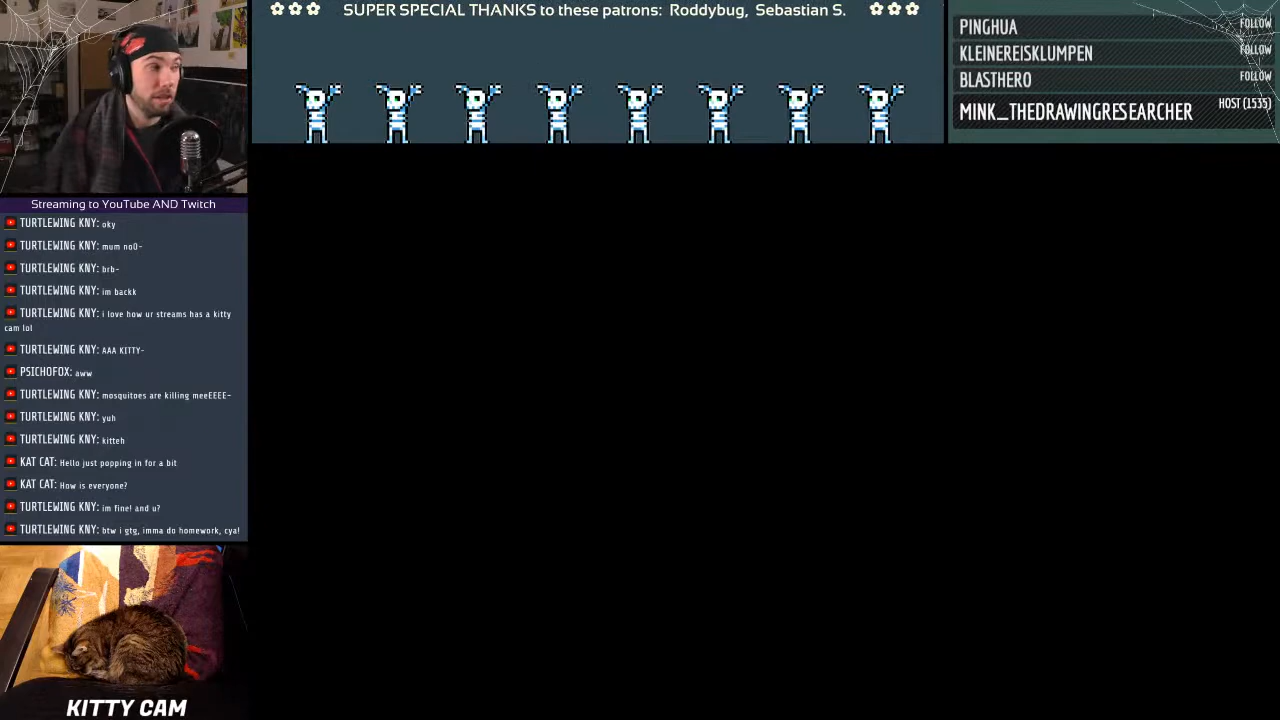 ✿ ✿ ✿ SUPER SPECIAL THANKS to these patrons: Roddybug, Sebastian S. ✿ ✿ ✿
PINGHUA FOLLOW
KLEINEREISKLUMPEN FOLLOW
BLASTHERO FOLLOW
MINK_THEDRAWINGRESEARCHER HOST (1535)
Streaming to YouTube AND Twitch
TURTLEWING KNY: oky
TURTLEWING KNY: mum noO-
TURTLEWING KNY: brb-
TURTLEWING KNY: im backk
TURTLEWING KNY: i love how ur streams has a kitty
cam lol
TURTLEWING KNY: AAA KITTY-
PSICHOFOX: aww
TURTLEWING KNY: mosquitoes are killing meeEEEE-
TURTLEWING KNY: yuh
TURTLEWING KNY: kitteh
KAT CAT: Hello just popping in for a bit
KAT CAT: How is everyone?
TURTLEWING KNY: im fine! and u?
TURTLEWING KNY: btw i gtg, imma do homework, cya!
KITTY CAM